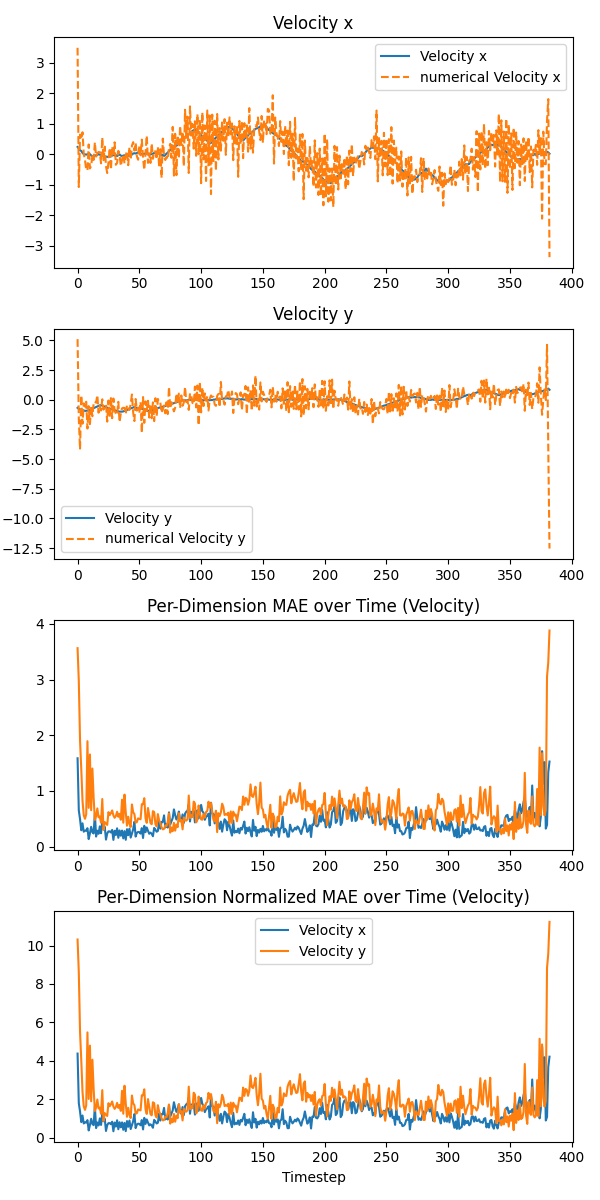 Velocity x
3
2
1
0
−1
−2
−3
Velocity x
numerical Velocity x
0 50 100 150 200 250 300 350 400
Velocity y
5.0
2.5
0.0
−2.5
−5.0
−7.5
−10.0
−12.5
Velocity y
numerical Velocity y
0 50 100 150 200 250 300 350 400
Per-Dimension MAE over Time (Velocity)
4
3
2
1
0
0 50 100 150 200 250 300 350 400
Per-Dimension Normalized MAE over Time (Velocity)
10
8
6
4
2
0
Velocity x
Velocity y
0 50 100 150 200 250 300 350 400
Timestep